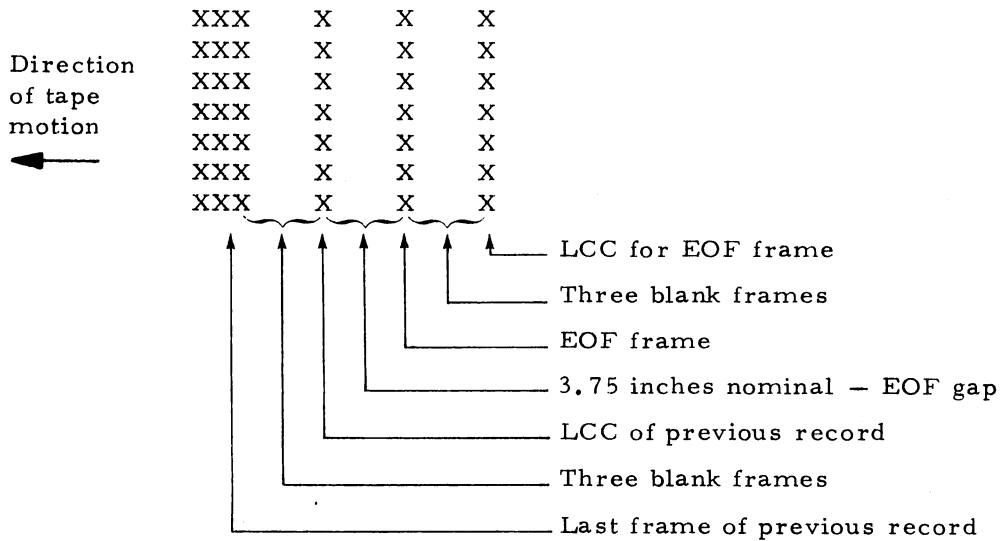 XXX X X X
XXX X X X
XXX X X X
XXX X X X
XXX X X X
XXX X X X
XXX X X X
Direction
of tape
motion
LCC for EOF frame
Three blank frames
EOF frame
3.75 inches nominal — EOF gap
LCC of previous record
Three blank frames
Last frame of previous record